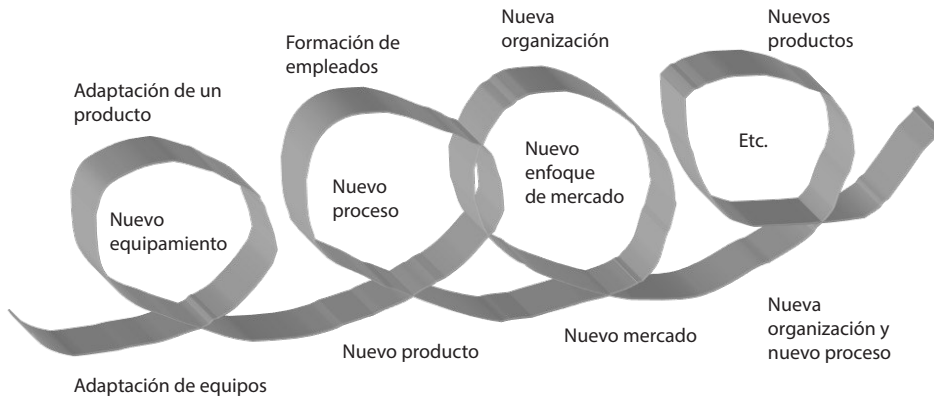 Adaptación de un
producto
Formación de
empleados
Nueva
organización
Nuevos
productos
Nuevo
equipamiento
Nuevo
proceso
Nuevo
enfoque
de mercado
Etc.
Adaptación de equipos
Nuevo producto
Nuevo mercado
Nueva
organización y
nuevo proceso